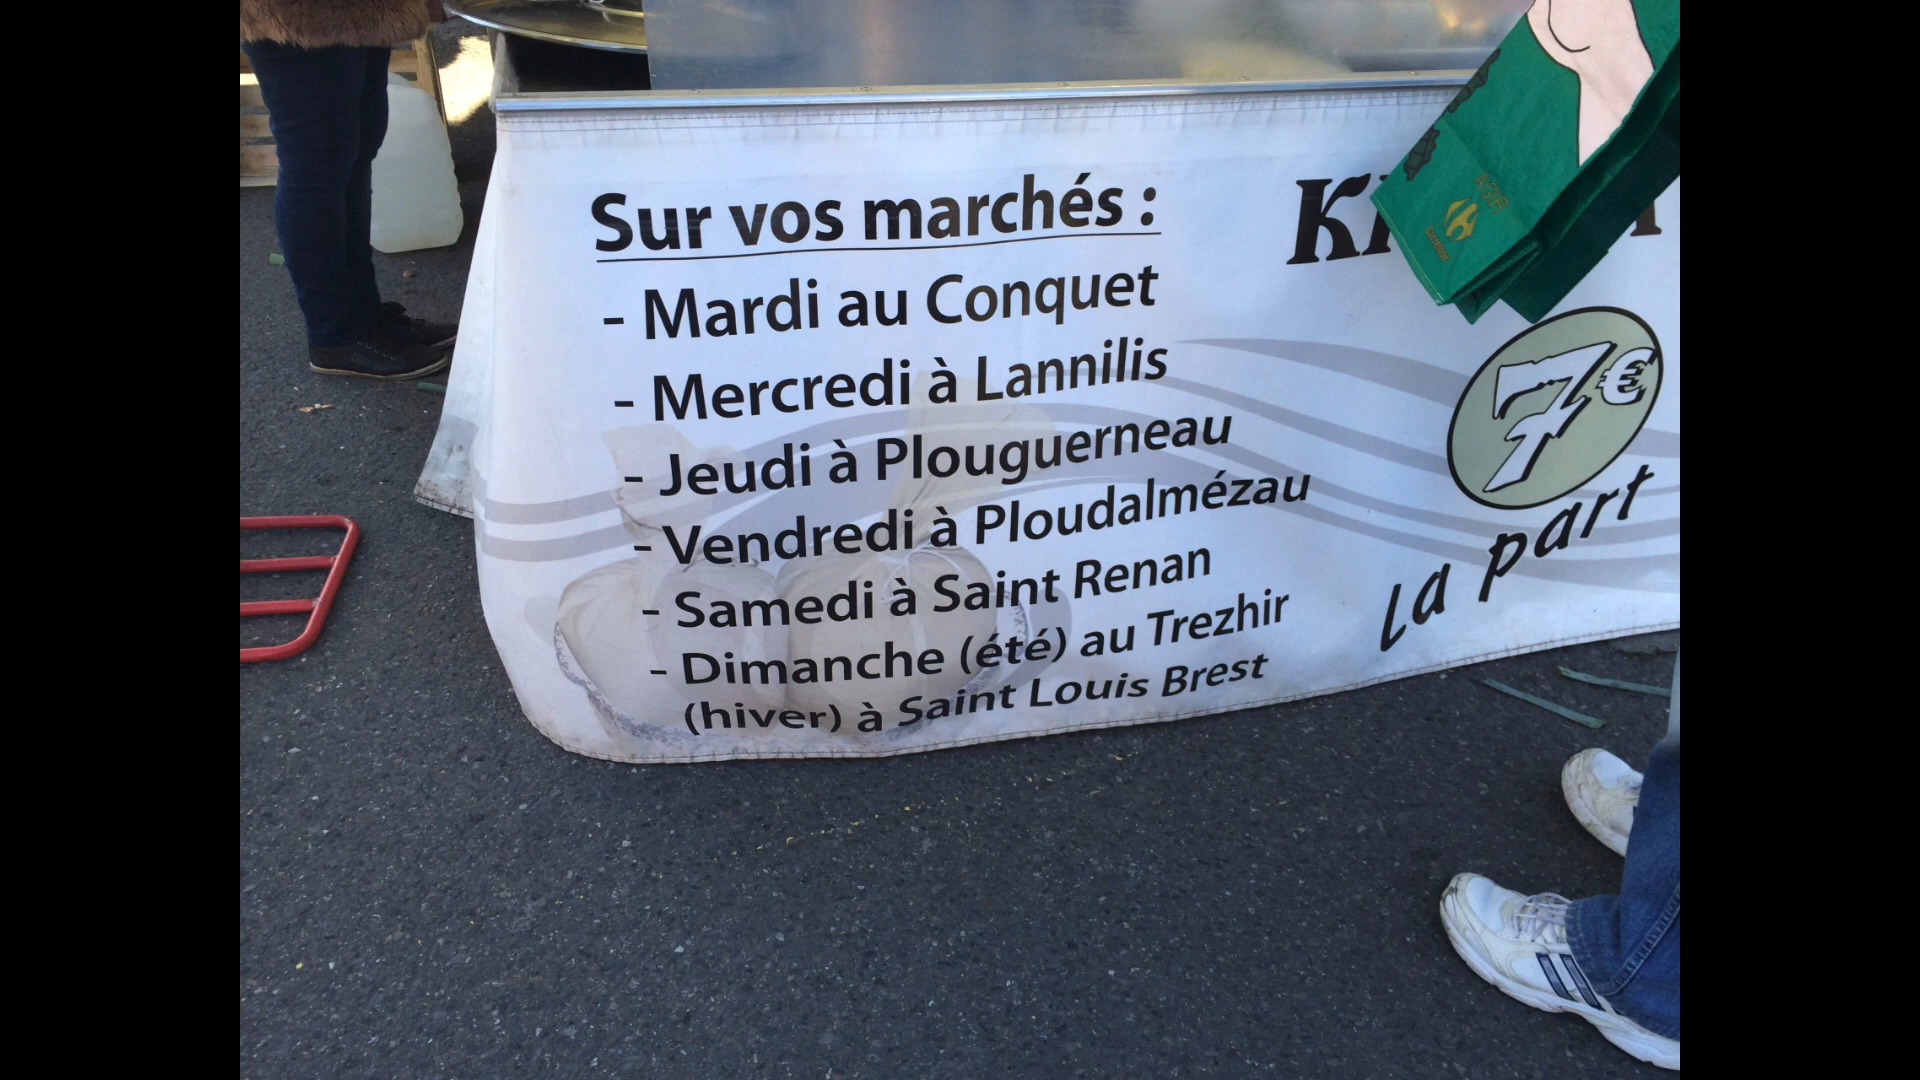 Sur vos marchés :
- Mardi au Conquet
- Mercredi à Lannilis
- Jeudi à Plouguerneau
- Vendredi à Ploudalmézau
- Samedi à Saint Renan
- Dimanche (été) au Trezhir
(hiver) à Saint Louis Brest
7€
la part